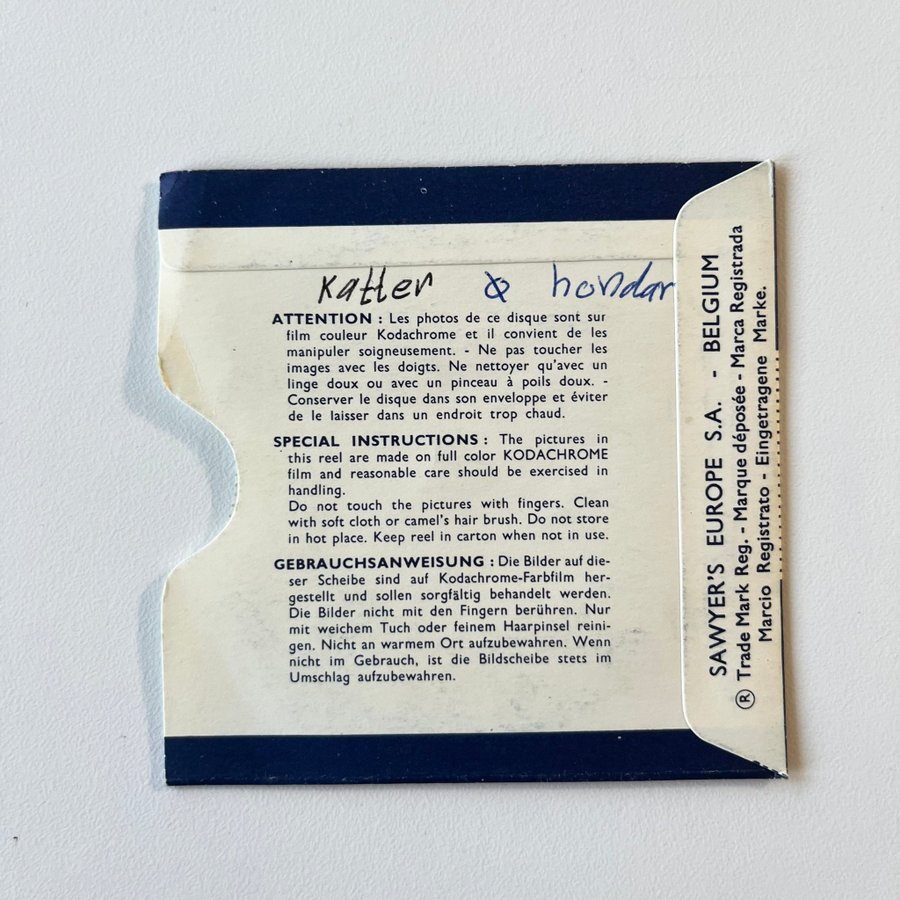 Katter & hondar
ATTENTION : Les photos de ce disque sont sur
film couleur Kodachrome et il convient de les
manipuler soigneusement. - Ne pas toucher les
images avec les doigts. Ne nettoyer qu'avec un
linge doux ou avec un pinceau à poils doux. -
Conserver le disque dans son enveloppe et éviter
de le laisser dans un endroit trop chaud.
SPECIAL INSTRUCTIONS : The pictures in
this reel are made on full color KODACHROME
film and reasonable care should be exercised in
handling.
Do not touch the pictures with fingers. Clean
with soft cloth or camel's hair brush. Do not store
in hot place. Keep reel in carton when not in use.
GEBRAUCHSANWEISUNG : Die Bilder auf die-
ser Scheibe sind auf Kodachrome-Farbfilm her-
gestellt und sollen sorgfältig behandelt werden.
Die Bilder nicht mit den Fingern berühren. Nur
mit weichem Tuch oder feinem Haarpinsel reini-
gen. Nicht an warmem Ort aufzubewahren. Wenn
nicht im Gebrauch, ist die Bildscheibe stets im
Umschlag aufzubewahren.
SAWYER'S EUROPE S.A. - BELGIUM
® Trade Mark Reg. - Marque déposée - Marca Registrada
Marcio Registrato - Eingetragene Marke.